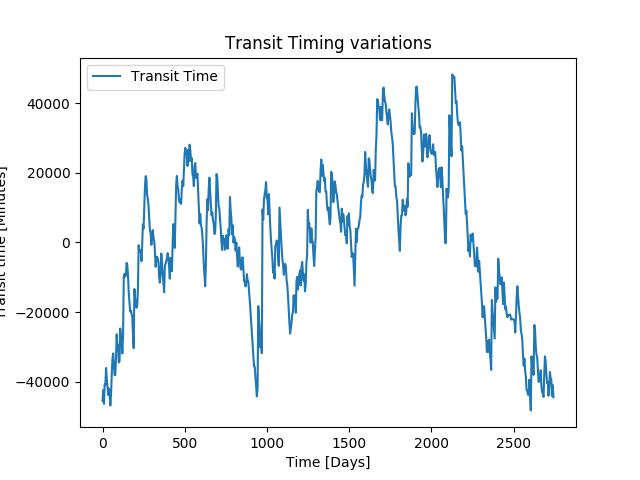 Transit Timing variations
Transit Time
40000
20000
0
−20000
−40000
0
500
1000
1500
2000
2500
Time [Days]
Transit time [Minutes]